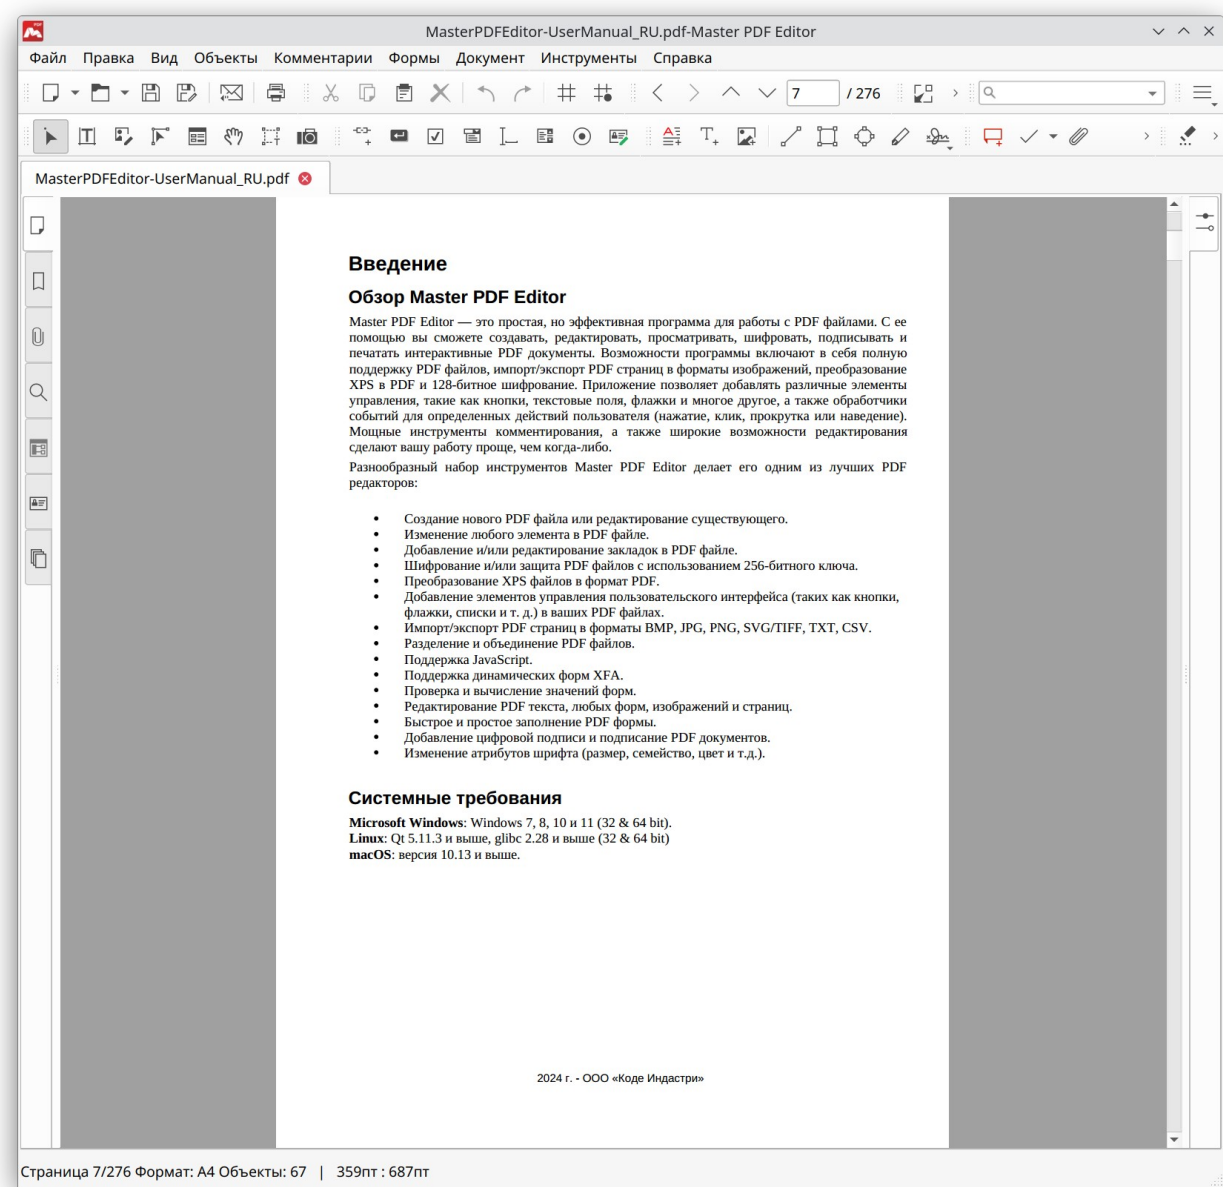 MasterPDFEditor-UserManual_RU.pdf-Master PDF Editor
Файл Правка Вид Объекты Комментарии Формы Документ Инструменты Справка
7 / 276
MasterPDFEditor-UserManual_RU.pdf
Введение
Обзор Master PDF Editor
Master PDF Editor — это простая, но эффективная программа для работы с PDF файлами. С ее
помощью вы сможете создавать, редактировать, просматривать, шифровать, подписывать и
печатать интерактивные PDF документы. Возможности программы включают в себя полную
поддержку PDF файлов, импорт/экспорт PDF страниц в форматы изображений, преобразование
XPS в PDF и 128-битное шифрование. Приложение позволяет добавлять различные элементы
управления, такие как кнопки, текстовые поля, флажки и многое другое, а также обработчики
событий для определенных действий пользователя (нажатие, клик, прокрутка или наведение).
Мощные инструменты комментирования, а также широкие возможности редактирования
сделают вашу работу проще, чем когда-либо.
Разнообразный набор инструментов Master PDF Editor делает его одним из лучших PDF
редакторов:
• Создание нового PDF файла или редактирование существующего.
• Изменение любого элемента в PDF файле.
• Добавление и/или редактирование закладок в PDF файле.
• Шифрование и/или защита PDF файлов с использованием 256-битного ключа.
• Преобразование XPS файлов в формат PDF.
• Добавление элементов управления пользовательского интерфейса (таких как кнопки,
флажки, списки и т. д.) в ваших PDF файлах.
• Импорт/экспорт PDF страниц в форматы BMP, JPG, PNG, SVG/TIFF, TXT, CSV.
• Разделение и объединение PDF файлов.
• Поддержка JavaScript.
• Поддержка динамических форм XFA.
• Проверка и вычисление значений форм.
• Редактирование PDF текста, любых форм, изображений и страниц.
• Быстрое и простое заполнение PDF формы.
• Добавление цифровой подписи и подписание PDF документов.
• Изменение атрибутов шрифта (размер, семейство, цвет и т.д.).
Системные требования
Microsoft Windows: Windows 7, 8, 10 и 11 (32 & 64 bit).
Linux: Qt 5.11.3 и выше, glibc 2.28 и выше (32 & 64 bit)
macOS: версия 10.13 и выше.
2024 г. - ООО «Коде Индастри»
Страница 7/276 Формат: A4 Объекты: 67 | 359пт : 687пт